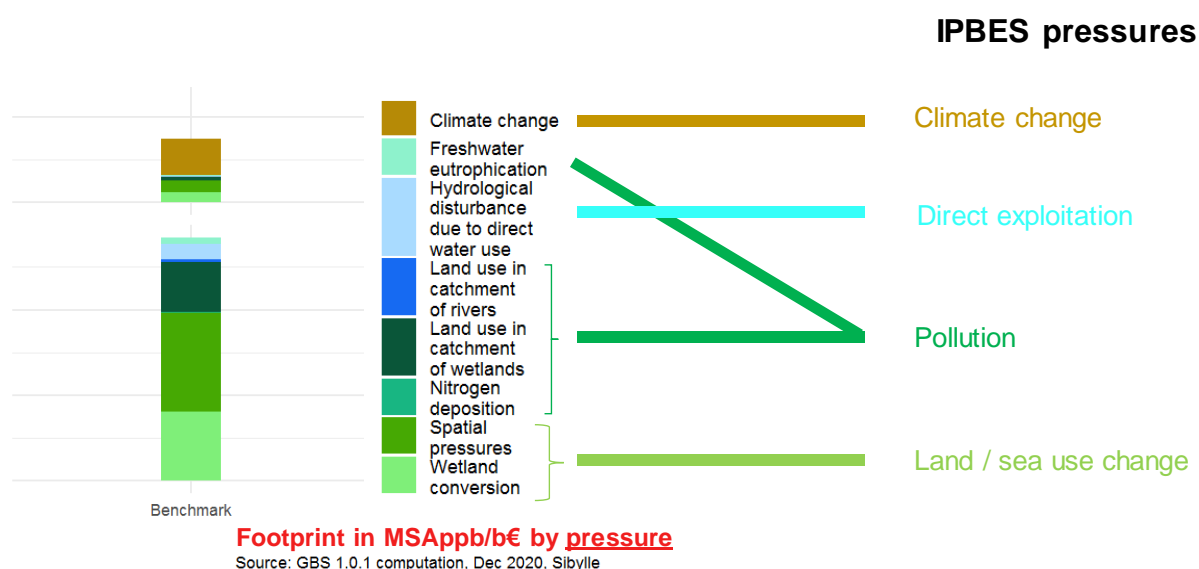 IPBES pressures
Climate change
Freshwater
eutrophication
Hydrological
disturbance
due to direct
water use
Land use in
catchment
of rivers
Land use in
catchment
of wetlands
Nitrogen
deposition
Spatial
pressures
Wetland
conversion
Climate change
Direct exploitation
Pollution
Land / sea use change
Benchmark
Footprint in MSAppb/b€ by pressure
Source: GBS 1.0.1 computation, Dec 2020, Sibylle